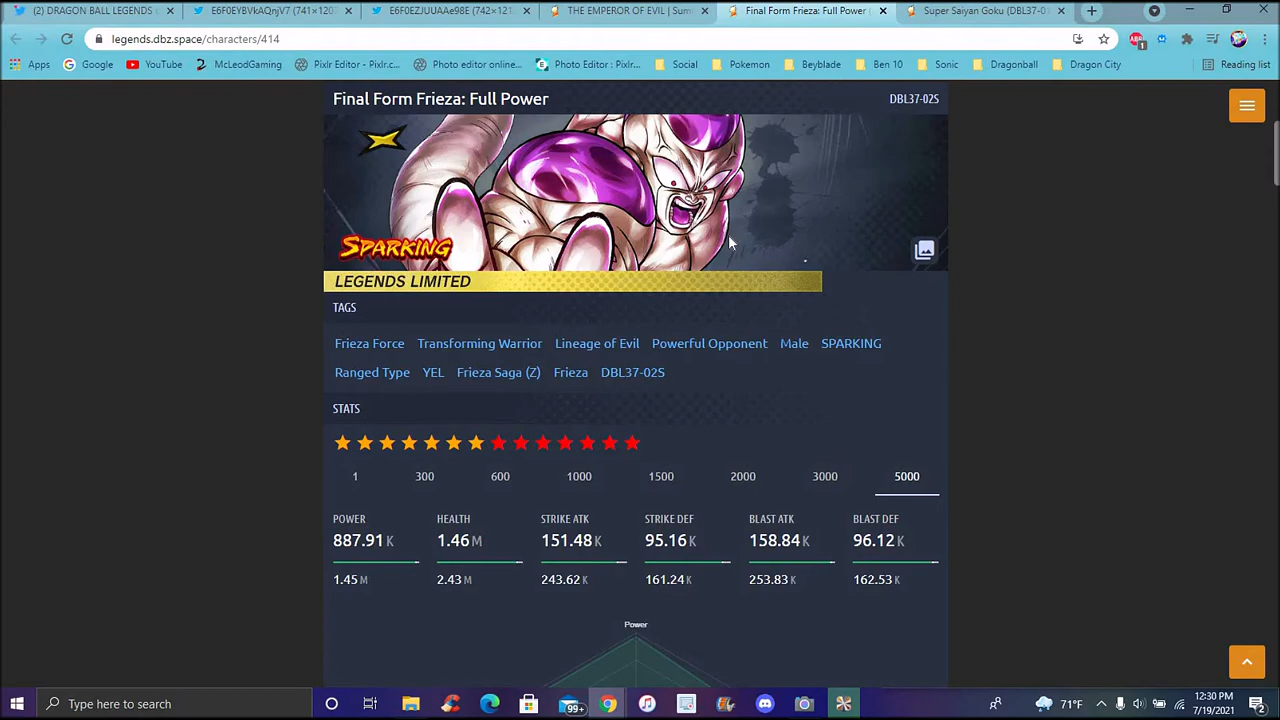 (2) DRAGON BALL LEGENDS (
E6F0EYBVkAQnjV7 (741×120
E6F0EZJUUAAe98E (742×121
THE EMPEROR OF EVIL | Sum
Final Form Frieza: Full Power (
Super Saiyan Goku (DBL37-01
legends.dbz.space/characters/414
ABP
1
Apps
Google
YouTube
McLeodGaming
Pixlr Editor - Pixlr.c...
Photo editor online...
Photo Editor : Pixlr...
Social
Pokemon
Beyblade
Ben 10
Sonic
Dragonball
Dragon City
Reading list
Final Form Frieza: Full Power
DBL37-02S
SPARKING
LEGENDS LIMITED
TAGS
Frieza Force Transforming Warrior Lineage of Evil Powerful Opponent Male SPARKING
Ranged Type YEL Frieza Saga (Z) Frieza DBL37-02S
STATS
1 300 600 1000 1500 2000 3000 5000
POWER HEALTH STRIKE ATK STRIKE DEF BLAST ATK BLAST DEF
887.91 K 1.46 M 151.48 K 95.16 K 158.84 K 96.12 K
1.45 M 2.43 M 243.62 K 161.24 K 253.83 K 162.53 K
Power
Type here to search
99+
71°F
12:30 PM
7/19/2021
2